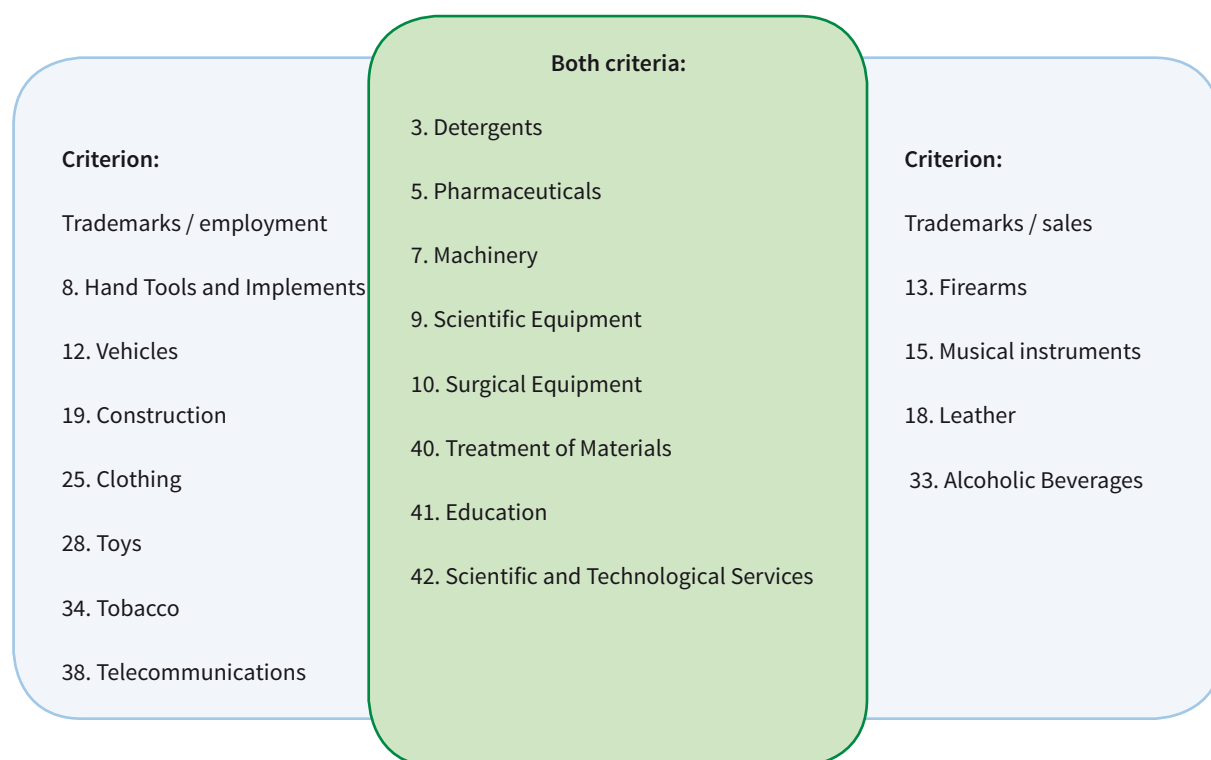 Criterion:
Trademarks / employment
8. Hand Tools and Implements
12. Vehicles
19. Construction
25. Clothing
28. Toys
34. Tobacco
38. Telecommunications
Both criteria:
3. Detergents
5. Pharmaceuticals
7. Machinery
9. Scientific Equipment
10. Surgical Equipment
40. Treatment of Materials
41. Education
42. Scientific and Technological Services
Criterion:
Trademarks / sales
13. Firearms
15. Musical instruments
18. Leather
33. Alcoholic Beverages